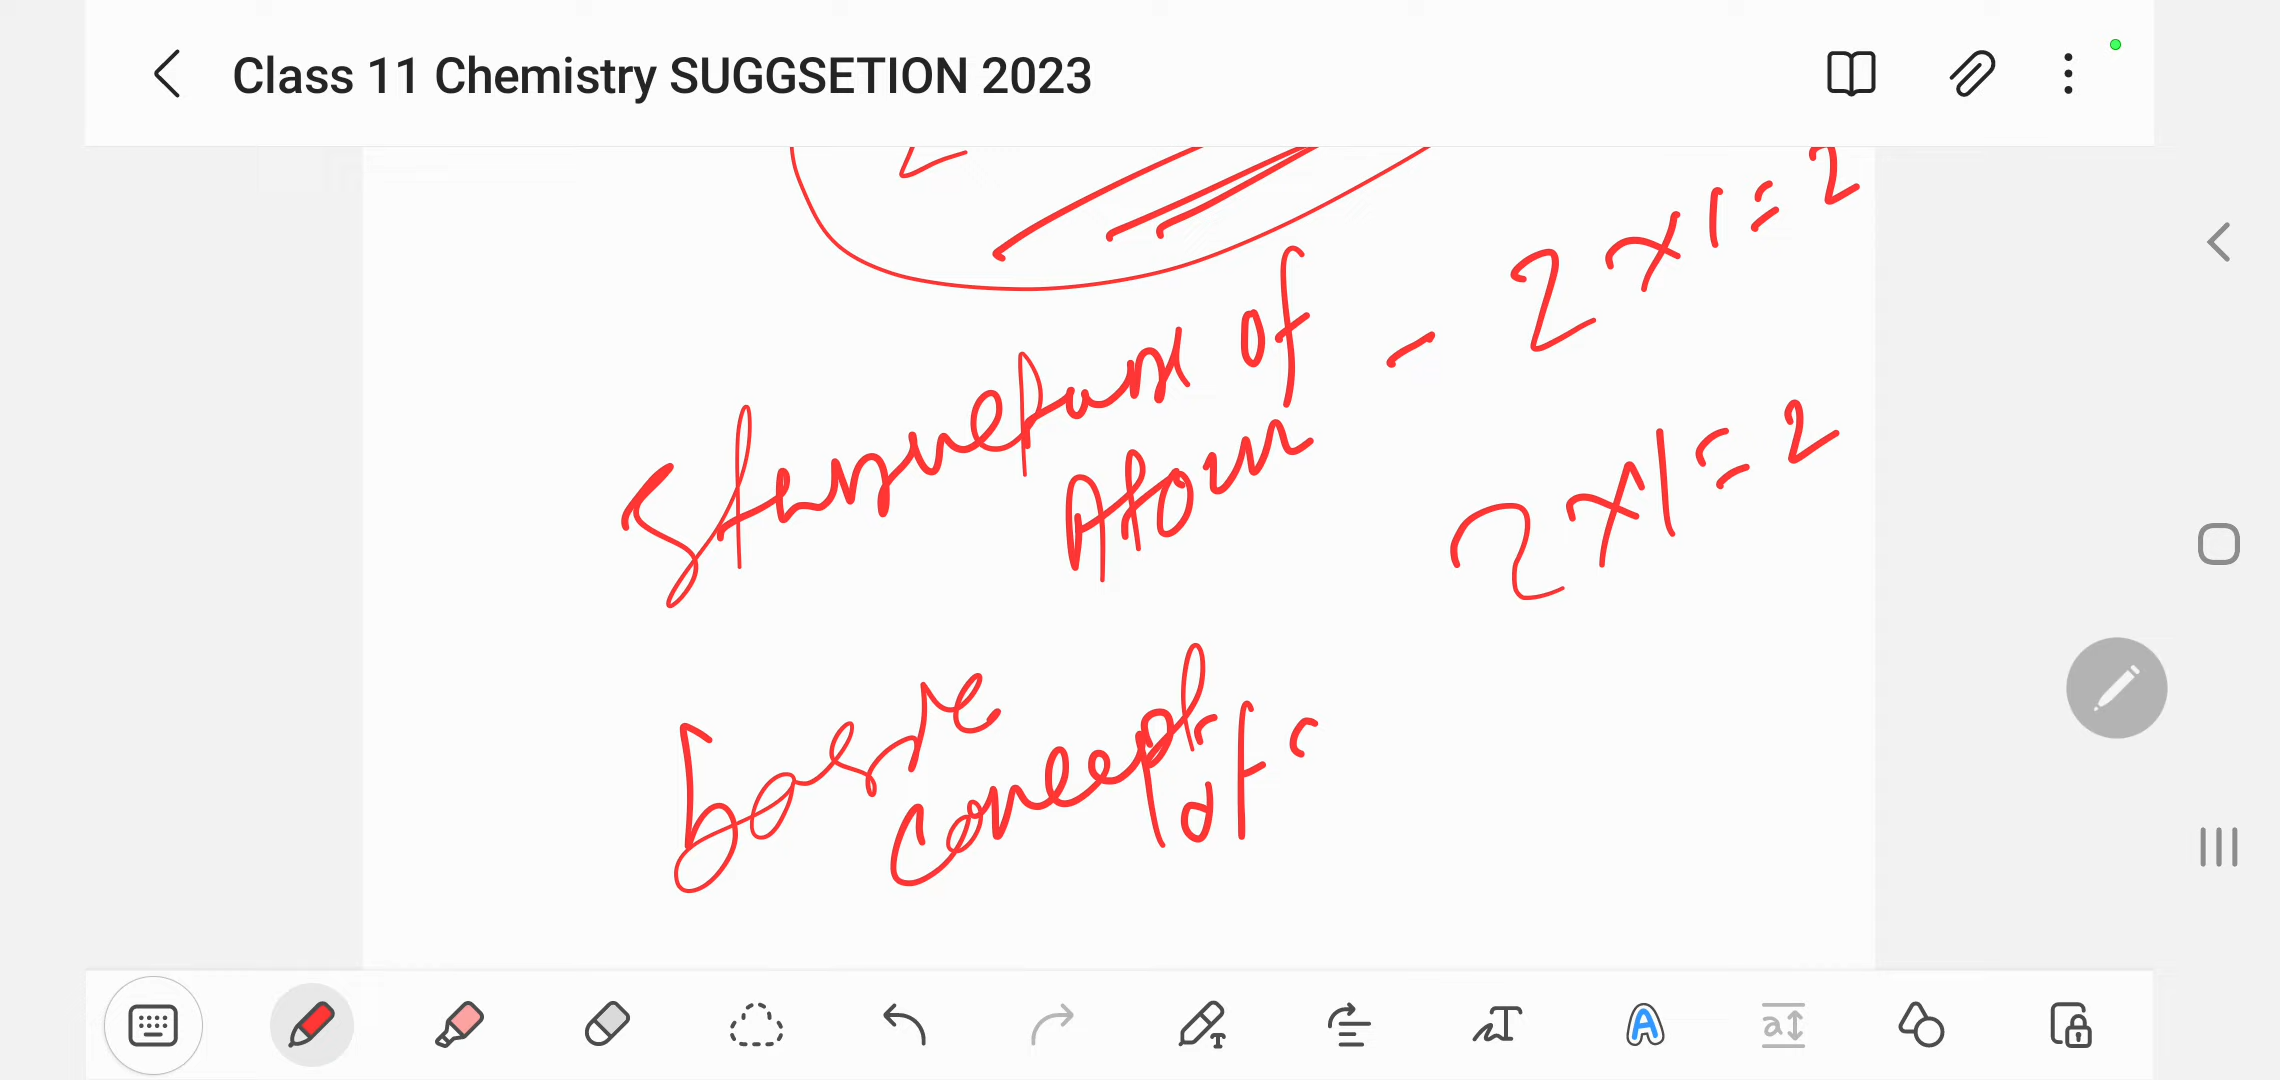 Class 11 Chemistry SUGGSETION 2023
Structure of - 2 x 1 = 2
Atom 2 x 1 = 2
basic
concept of c